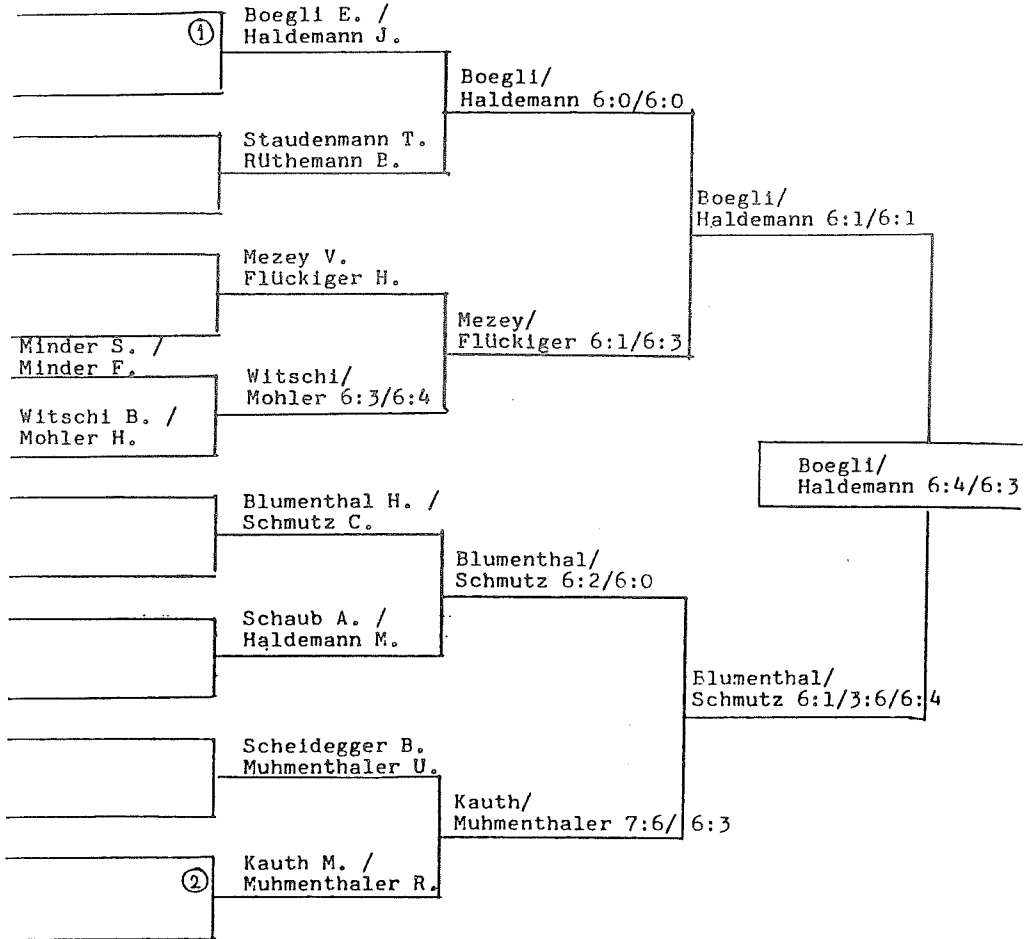 ①
Boegli E. /
Haldemann J.
Boegli/
Haldemann 6:0/6:0
Staudenmann T.
Rüthemann B.
Boegli/
Haldemann 6:1/6:1
Mezey V.
Flückiger H.
Mezey/
Flückiger 6:1/6:3
Minder S. /
Minder F.
Witschi/
Mohler 6:3/6:4
Witschi B. /
Mohler H.
Boegli/
Haldemann 6:4/6:3
Blumenthal H. /
Schmutz C.
Blumenthal/
Schmutz 6:2/6:0
Schaub A. /
Haldemann M.
Blumenthal/
Schmutz 6:1/3:6/6:4
Scheidegger B.
Muhmenthaler U.
Kauth/
Muhmenthaler 7:6/ 6:3
②
Kauth M. /
Muhmenthaler R.